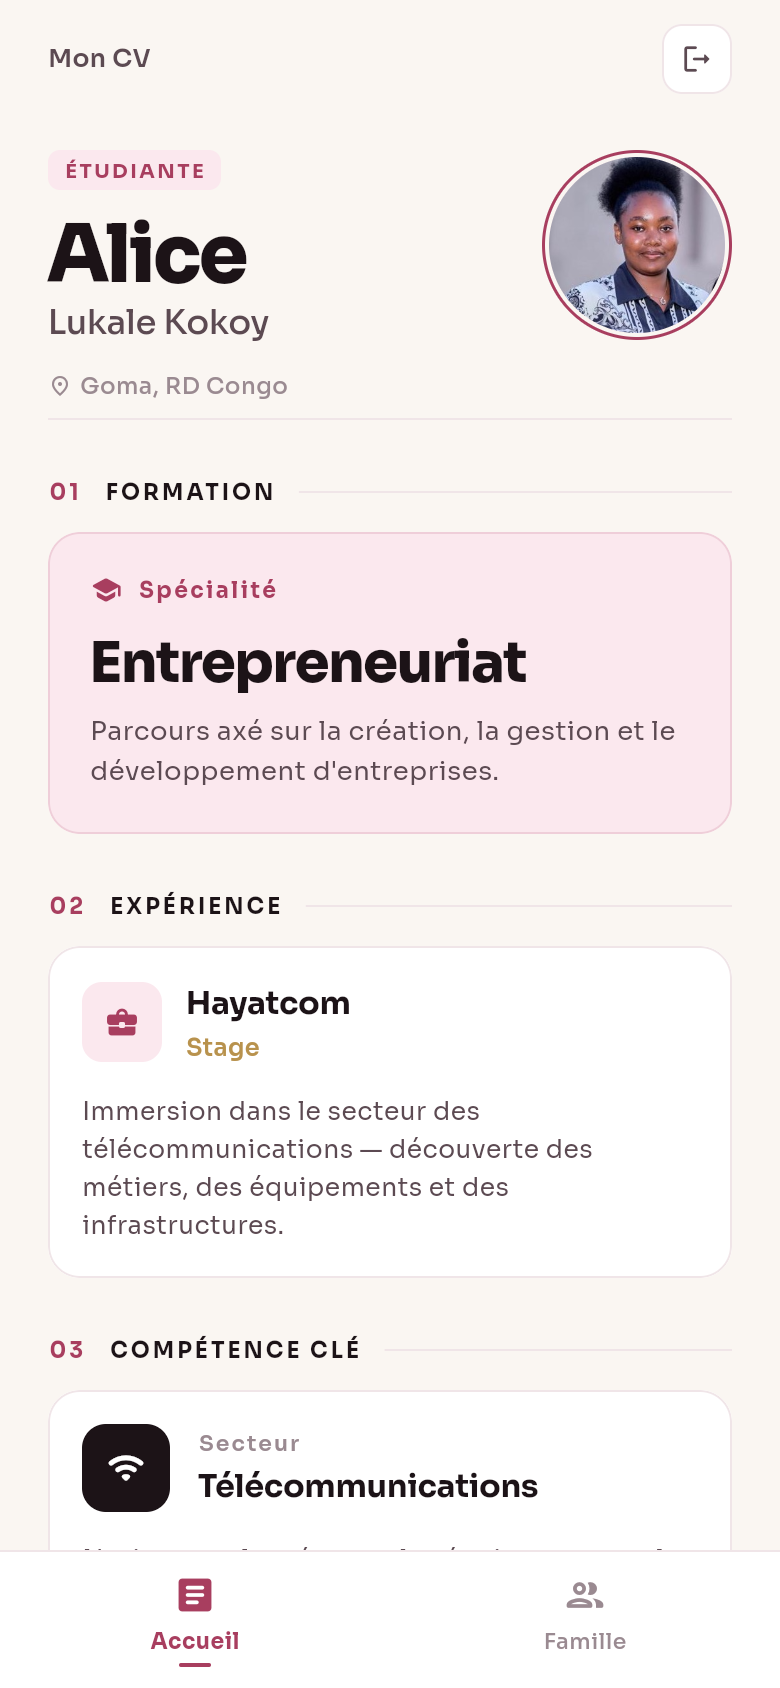 Mon CV
ÉTUDIANTE
Alice
Lukale Kokoy
Goma, RD Congo
01 FORMATION
Spécialité
Entrepreneuriat
Parcours axé sur la création, la gestion et le
développement d'entreprises.
02 EXPÉRIENCE
Hayatcom
Stage
Immersion dans le secteur des
télécommunications — découverte des
métiers, des équipements et des
infrastructures.
03 COMPÉTENCE CLÉ
Secteur
Télécommunications
Accueil
Famille